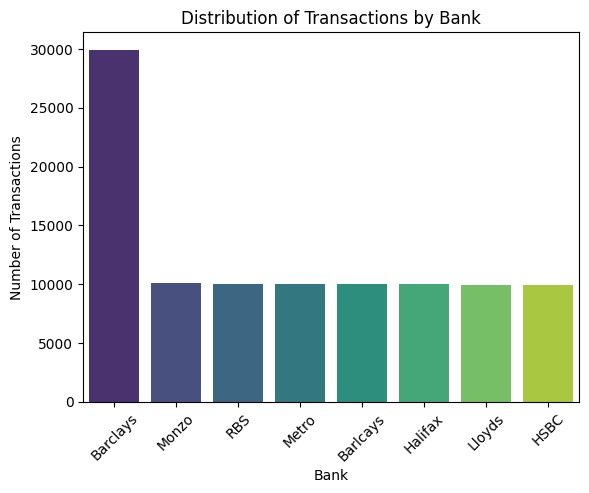 Distribution of Transactions by Bank
Number of Transactions
30000
25000
20000
15000
10000
5000
0
Barclays
Monzo
RBS
Metro
Barlcays
Halifax
Lloyds
HSBC
Bank